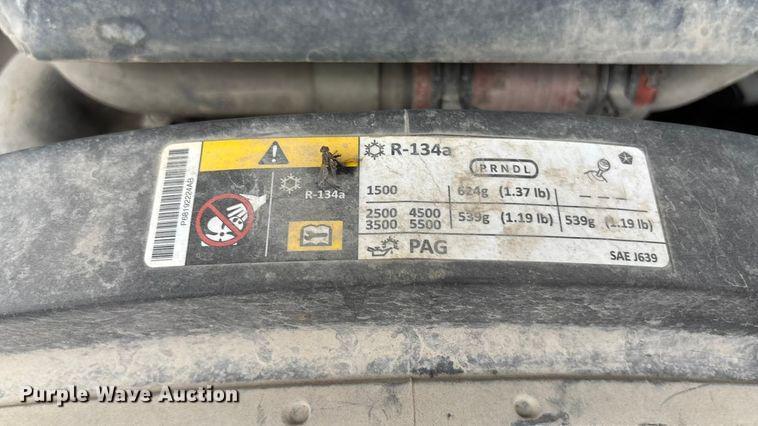 P68192224AB
R-134a
R-134a
PRNDL
1500 624g (1.37 lb) _ _ _
2500 4500
3500 5500 539g (1.19 lb) 539g (1.19 lb)
PAG
SAE J639
Purple Wave Auction